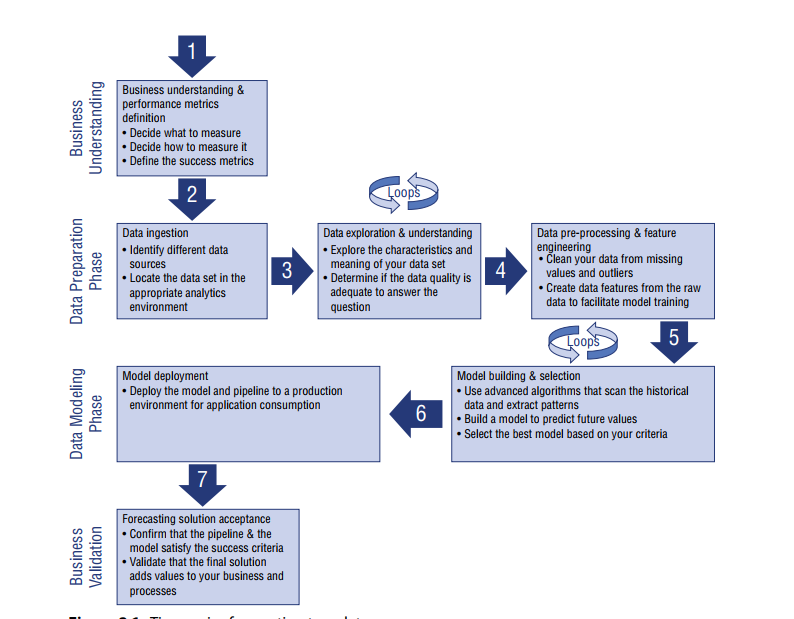 1
Business
Understanding
Business understanding &
performance metrics
definition
• Decide what to measure
• Decide how to measure it
• Define the success metrics
2
Loops
Data Preparation
Phase
Data ingestion
• Identify different data
sources
• Locate the data set in the
appropriate analytics
environment
3
Data exploration & understanding
• Explore the characteristics and
meaning of your data set
• Determine if the data quality is
adequate to answer the
question
4
Data pre-processing & feature
engineering
• Clean your data from missing
values and outliers
• Create data features from the raw
data to facilitate model training
Loops
5
Data Modeling
Phase
Model building & selection
• Use advanced algorithms that scan the historical
data and extract patterns
• Build a model to predict future values
• Select the best model based on your criteria
6
Model deployment
• Deploy the model and pipeline to a production
environment for application consumption
7
Business
Validation
Forecasting solution acceptance
• Confirm that the pipeline & the
model satisfy the success criteria
• Validate that the final solution
adds values to your business and
processes